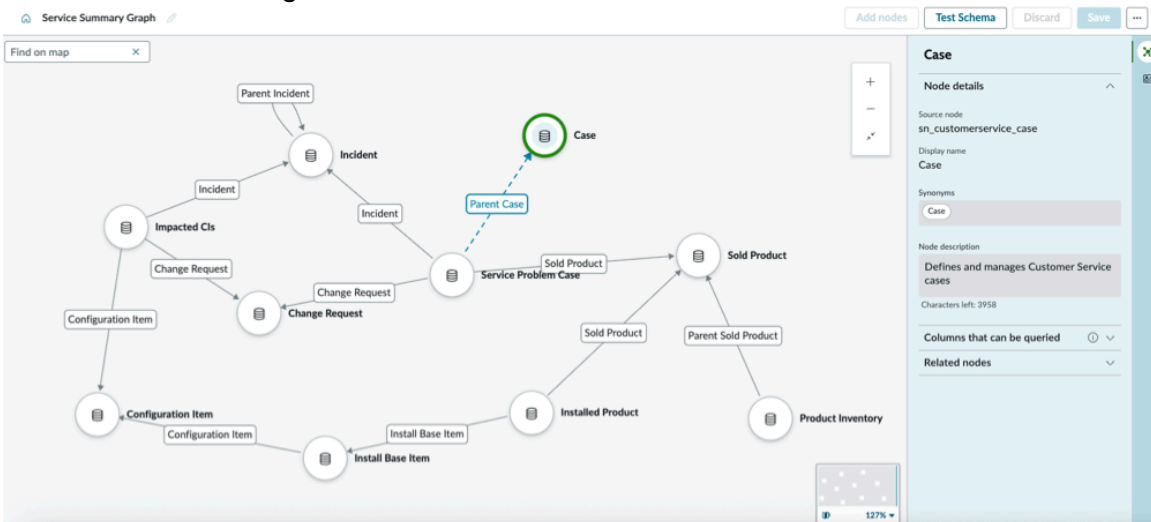 Service Summary Graph
Add nodes
Test Schema
Discard
Save
Find on map
Parent Incident
Incident
Case
Incident
Parent Case
Incident
Impacted CIs
Change Request
Sold Product
Sold Product
Service Problem Case
Change Request
Change Request
Configuration Item
Sold Product
Parent Sold Product
Configuration Item
Configuration Item
Install Base Item
Installed Product
Product Inventory
Install Base Item
127%
Case
Node details
Source node
sn_customerservice_case
Display name
Case
Synonyms
Case
Node description
Defines and manages Customer Service
cases
Characters left: 3958
Columns that can be queried
Related nodes